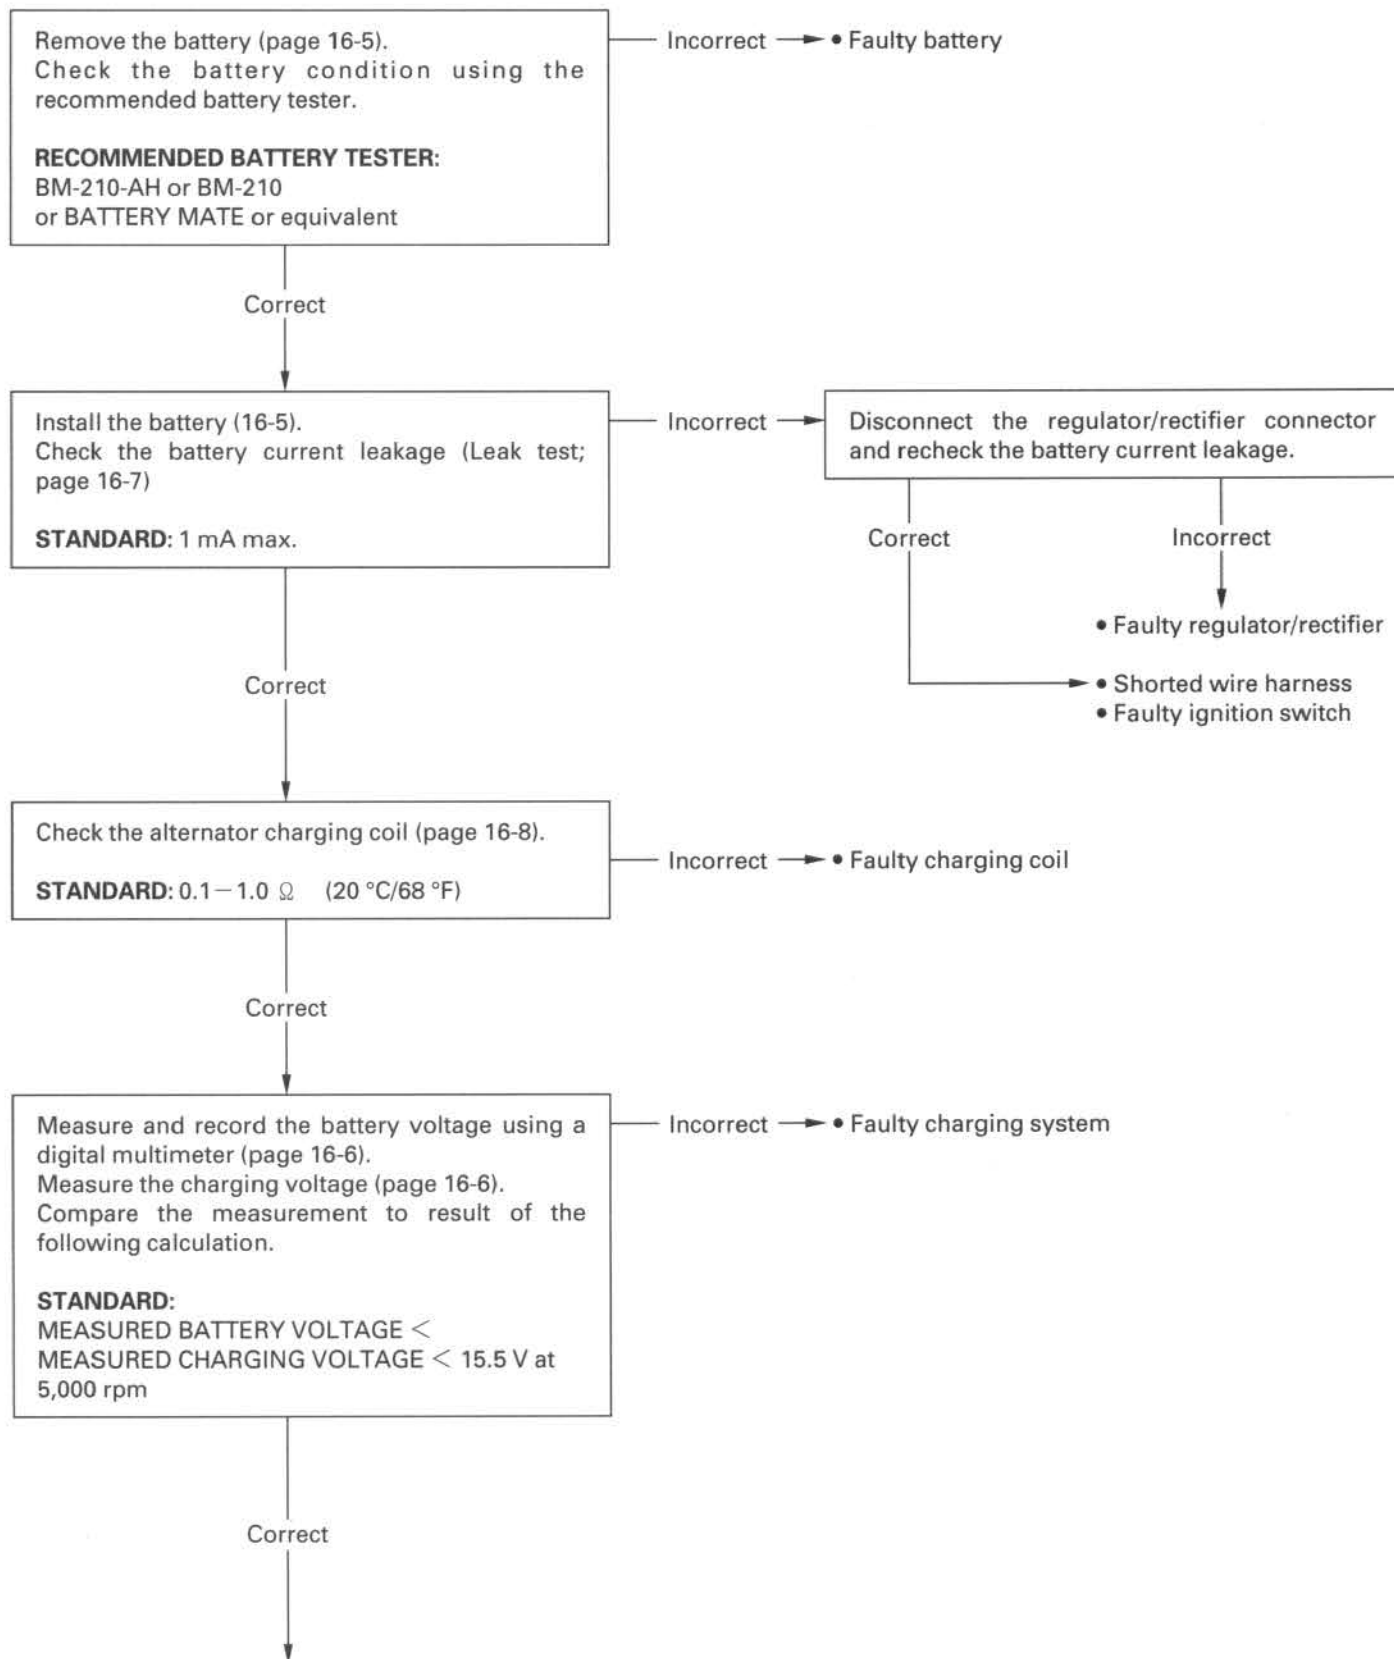 Remove the battery (page 16-5).
Check the battery condition using the
recommended battery tester.
RECOMMENDED BATTERY TESTER:
BM-210-AH or BM-210
or BATTERY MATE or equivalent
Incorrect
• Faulty battery
Correct
Install the battery (16-5).
Check the battery current leakage (Leak test;
page 16-7)
STANDARD: 1 mA max.
Incorrect
Disconnect the regulator/rectifier connector
and recheck the battery current leakage.
Correct
Incorrect
• Faulty regulator/rectifier
• Shorted wire harness
• Faulty ignition switch
Correct
Check the alternator charging coil (page 16-8).
STANDARD: 0.1－1.0 Ω (20 °C/68 °F)
Incorrect
• Faulty charging coil
Correct
Measure and record the battery voltage using a
digital multimeter (page 16-6).
Measure the charging voltage (page 16-6).
Compare the measurement to result of the
following calculation.
STANDARD:
MEASURED BATTERY VOLTAGE <
MEASURED CHARGING VOLTAGE < 15.5 V at
5,000 rpm
Incorrect
• Faulty charging system
Correct